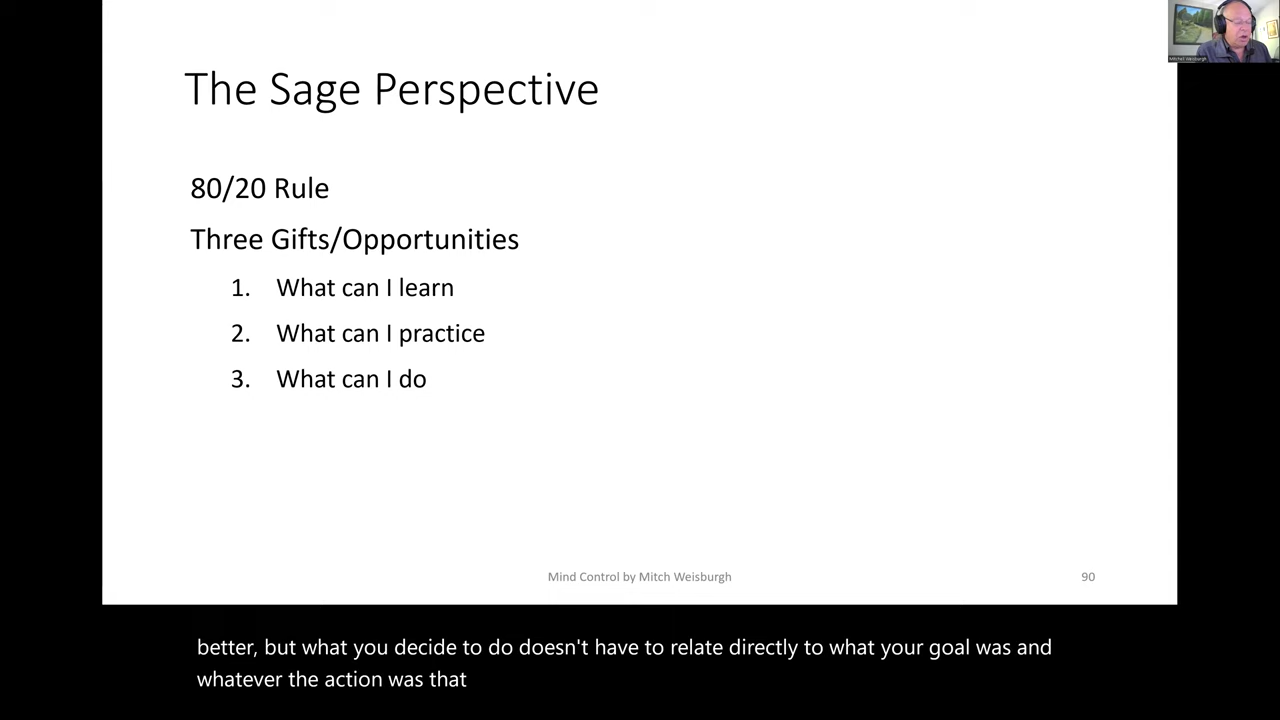 The Sage Perspective
80/20 Rule
Three Gifts/Opportunities
1. What can I learn
2. What can I practice
3. What can I do
Mind Control by Mitch Weisburgh
90
Mitchell Weisburgh
better, but what you decide to do doesn't have to relate directly to what your goal was and
whatever the action was that